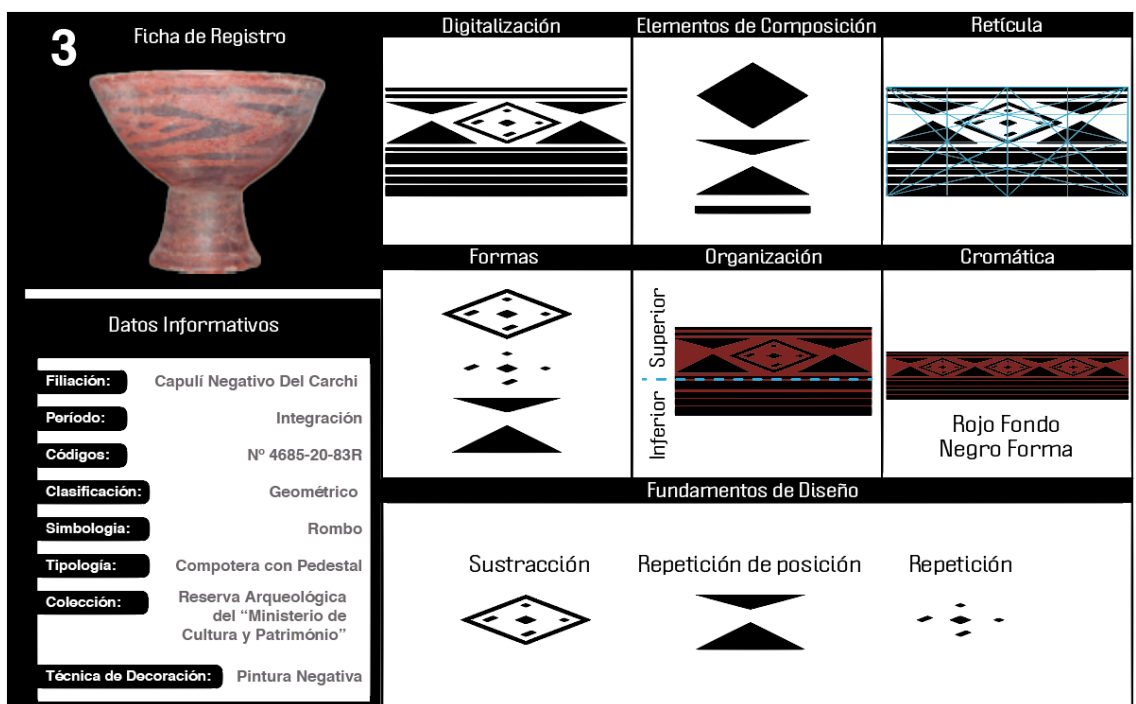 3
Ficha de Registro
Datos Informativos
Filiación: Capulí Negativo Del Carchi
Período: Integración
Códigos: Nº 4685-20-83R
Clasificación: Geométrico
Simbologia: Rombo
Tipología: Compotera con Pedestal
Colección: Reserva Arqueológica
del “Ministerio de
Cultura y Património”
Técnica de Decoración: Pintura Negativa
Digitalización
Elementos de Composición
Retícula
Formas
Organización
Superior
Inferior
Cromática
Rojo Fondo
Negro Forma
Fundamentos de Diseño
Sustracción
Repetición de posición
Repetición